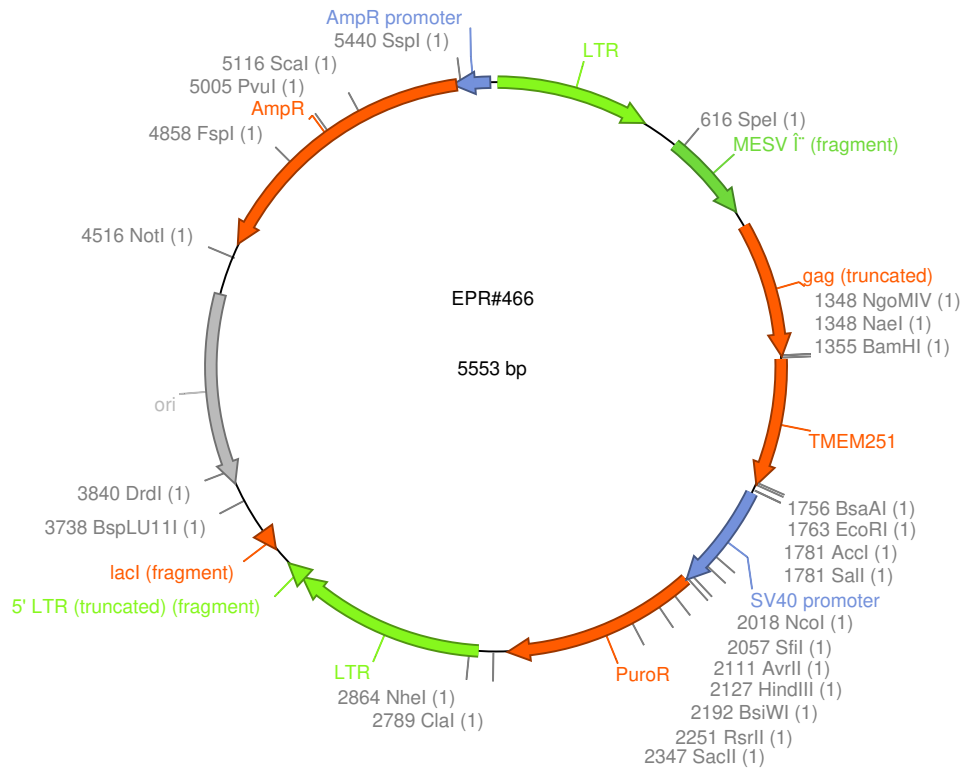 AmpR promoter
5440 SspI (1)
LTR
5116 ScaI (1)
5005 PvuI (1)
AmpR
4858 FspI (1)
616 SpeI (1)
MESV Î¨ (fragment)
4516 NotI (1)
gag (truncated)
1348 NgoMIV (1)
1348 NaeI (1)
1355 BamHI (1)
EPR#466
5553 bp
ori
TMEM251
3840 DrdI (1)
3738 BspLU11I (1)
1756 BsaAI (1)
1763 EcoRI (1)
1781 AccI (1)
1781 SalI (1)
lacI (fragment)
5' LTR (truncated) (fragment)
SV40 promoter
2018 NcoI (1)
2057 SfiI (1)
2111 AvrII (1)
2127 HindIII (1)
2192 BsiWI (1)
2251 RsrII (1)
2347 SacII (1)
LTR
PuroR
2864 NheI (1)
2789 ClaI (1)